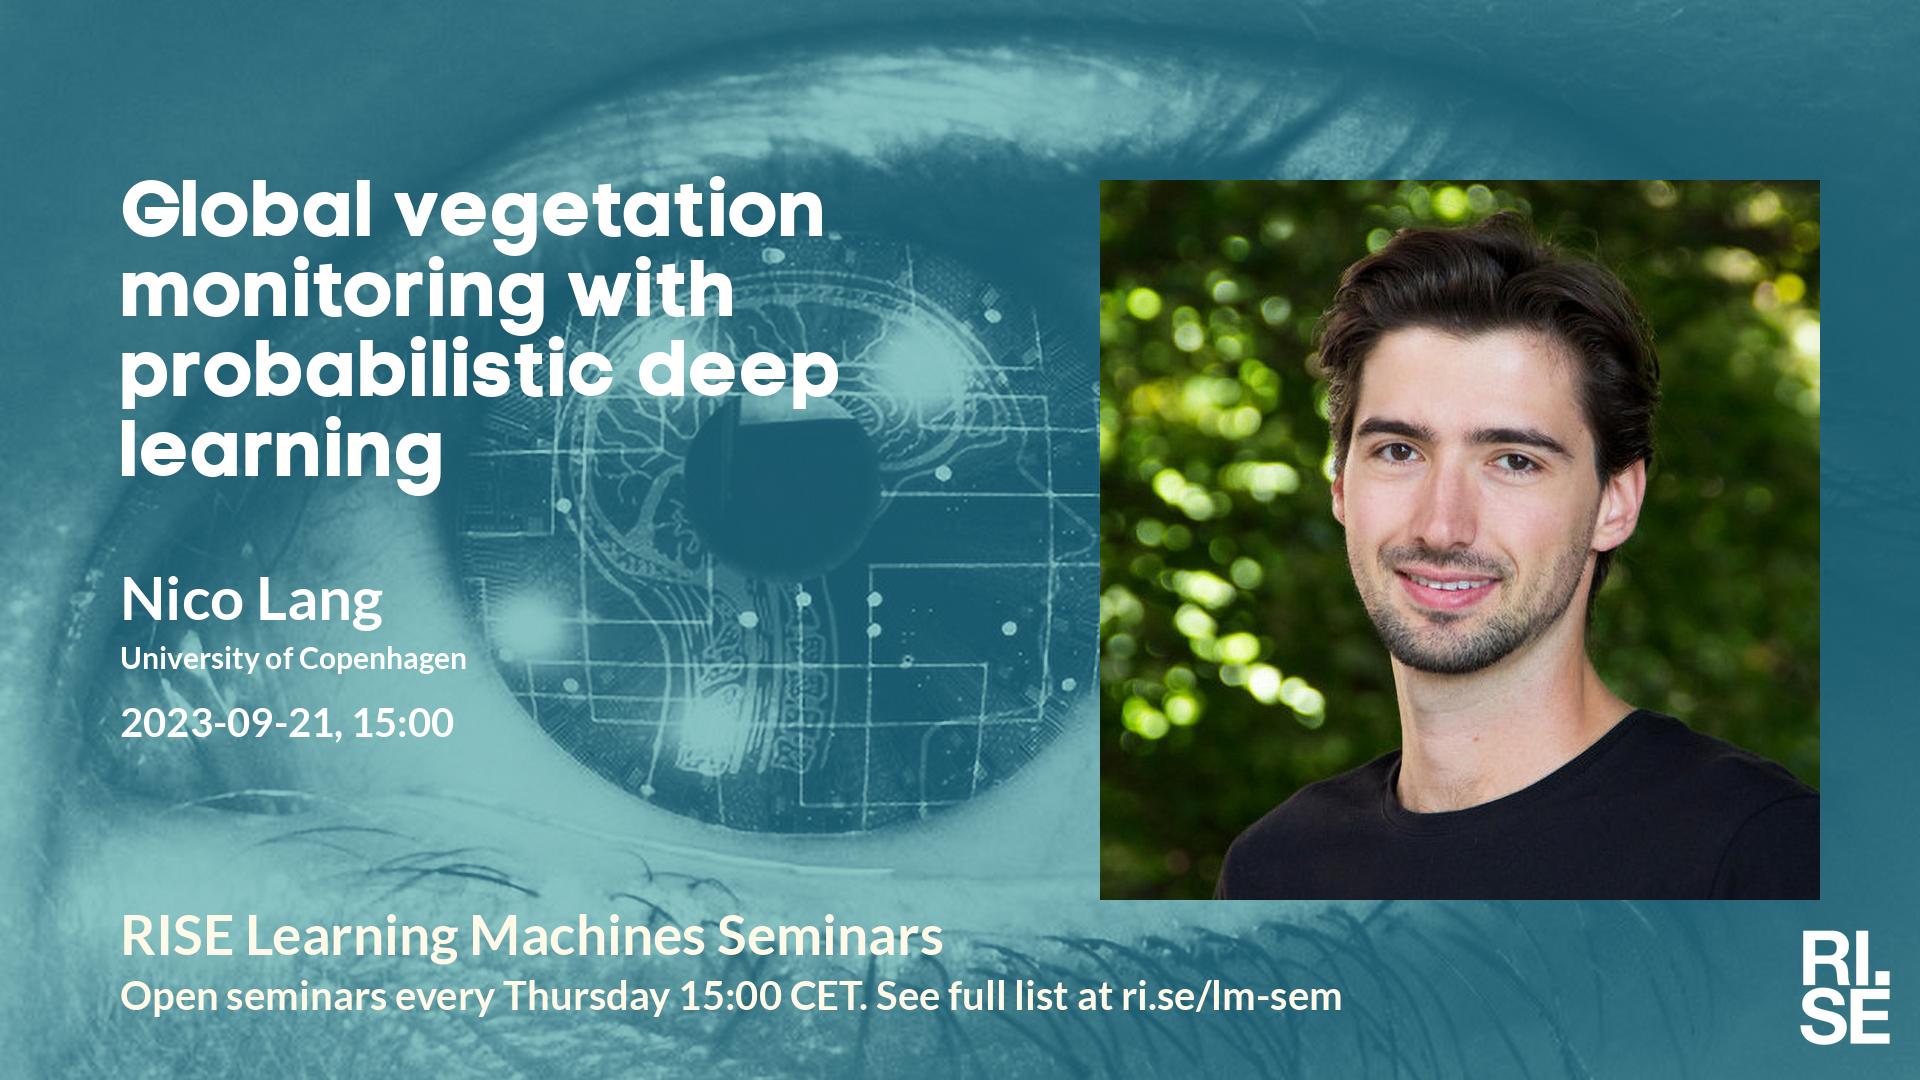 Global vegetation
monitoring with
probabilistic deep
learning
Nico Lang
University of Copenhagen
2023-09-21, 15:00
RISE Learning Machines Seminars
Open seminars every Thursday 15:00 CET. See full list at ri.se/lm-sem
RI.
SE